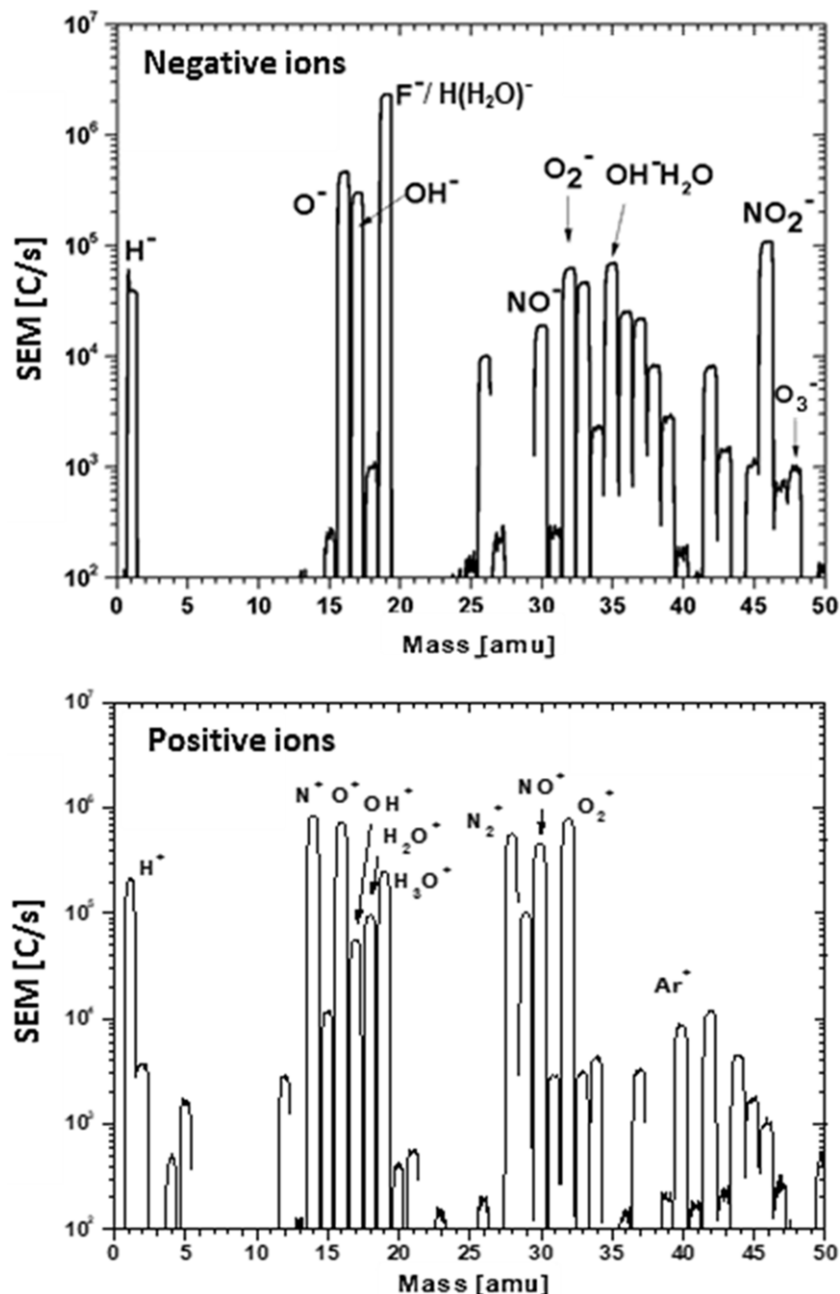 10⁷
Negative ions
F⁻/ H(H₂O)⁻
10⁶
O₂⁻ OH⁻H₂O
O⁻ OH⁻
NO₂⁻
10⁵
H⁻
NO⁻
SEM [C/s]
10⁴
O₃⁻
10³
10²
0 5 10 15 20 25 30 35 40 45 50
Mass [amu]
10⁷
Positive ions
10⁶
N⁺ O⁺ OH⁺
NO⁺
N₂⁺ O₂⁺
H₂O⁺
H⁺
H₃O⁺
10⁵
SEM [C/s]
Ar⁺
10⁴
10³
10²
0 5 10 15 20 25 30 35 40 45 50
Mass [amu]